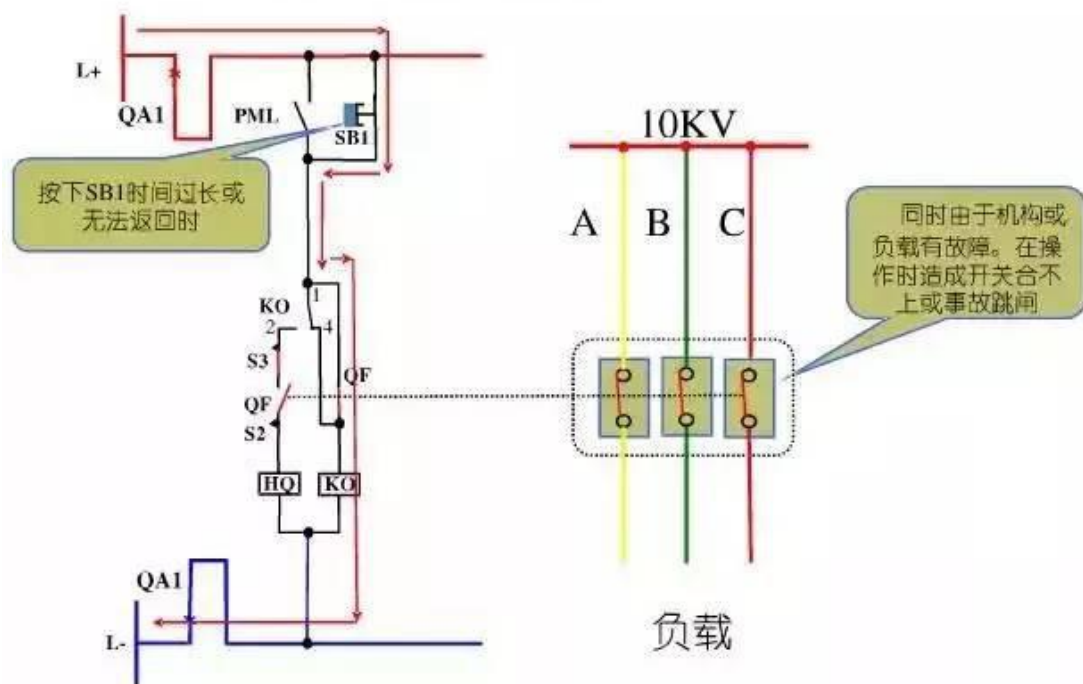 L+
QA1
PML
SB1
按下SB1时间过长或
无法返回时
10KV
A
B
C
同时由于机构或
负载有故障。在操
作时造成开关合不
上或事故跳闸
1
KO
2
4
S3
QF
QF
S2
HQ
KO
QA1
L-
负载